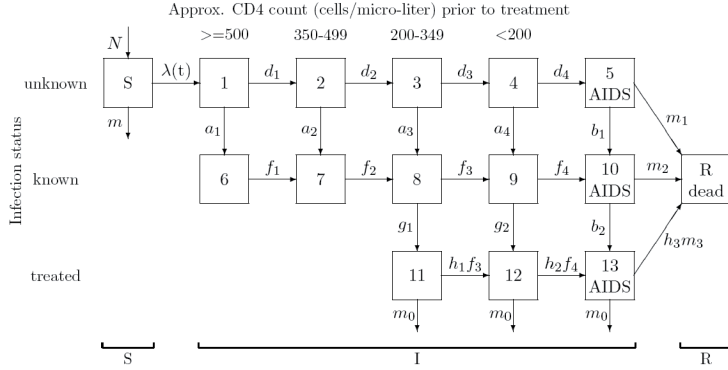 Approx. CD4 count (cells/micro-liter) prior to treatment
>=500 350-499 200-349 <200
N
unknown S λ(t) 1 d₁ 2 d₂ 3 d₃ 4 d₄ 5
AIDS
m a₁ a₂ a₃ a₄ b₁ m₁
Infection status
known 6 f₁ 7 f₂ 8 f₃ 9 f₄ 10
AIDS
m₂ R
dead
g₁ g₂ b₂ h₃m₃
treated 11 h₁f₃ 12 h₂f₄ 13
AIDS
m₀ m₀ m₀
S I R